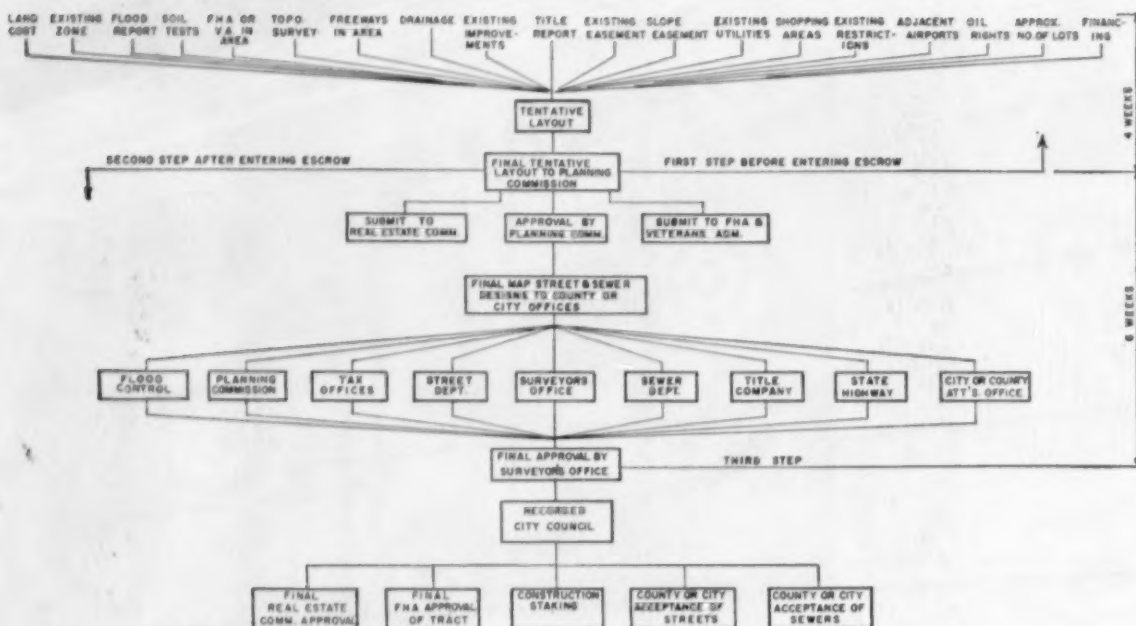 LAND COST
EXISTING ZONE
FLOOD REPORT
SOIL TESTS
FHA OR V.A. IN AREA
TOPO. SURVEY
FREEWAYS IN AREA
DRAINAGE
EXISTING IMPROVE-MENTS
TITLE REPORT
EXISTING EASEMENT
SLOPE EASEMENT
EXISTING UTILITIES
SHOPPING AREAS
EXISTING RESTRICT-IONS
ADJACENT AIRPORTS
OIL RIGHTS
APPROX. NO. OF LOTS
FINANC-ING
TENTATIVE
LAYOUT
4 WEEKS
SECOND STEP AFTER ENTERING ESCROW
FINAL TENTATIVE
LAYOUT TO PLANNING
COMMISSION
FIRST STEP BEFORE ENTERING ESCROW
SUBMIT TO
REAL ESTATE COMM.
APPROVAL BY
PLANNING COMM.
SUBMIT TO FHA &
VETERANS ADM.
FINAL MAP STREET & SEWER
DESIGNS TO COUNTY OR
CITY OFFICES
6 WEEKS
FLOOD
CONTROL
PLANNING
COMMISSION
TAX
OFFICES
STREET
DEPT.
SURVEYORS
OFFICE
SEWER
DEPT.
TITLE
COMPANY
STATE
HIGHWAY
CITY OR COUNTY
ATT'S. OFFICE
FINAL APPROVAL BY
SURVEYORS OFFICE
THIRD STEP
RECORDED
CITY COUNCIL
FINAL
REAL ESTATE
COMM. APPROVAL
FINAL
FHA APPROVAL
OF TRACT
CONSTRUCTION
STAKING
COUNTY OR CITY
ACCEPTANCE OF
STREETS
COUNTY OR CITY
ACCEPTANCE OF
SEWERS